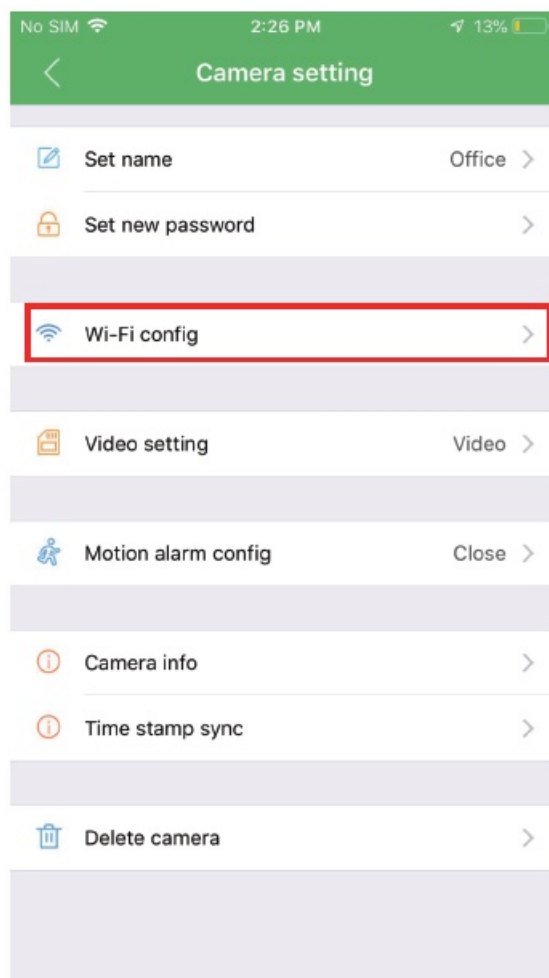 No SIM 2:26 PM 13%
Camera setting
Set name Office
Set new password
Wi-Fi config
Video setting Video
Motion alarm config Close
Camera info
Time stamp sync
Delete camera